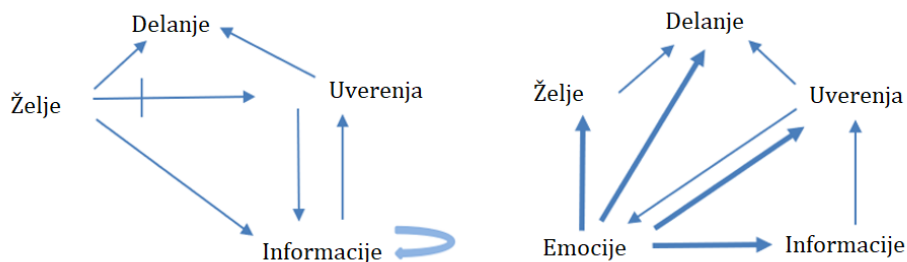 Delanje
Želje
Uverenja
Informacije
Delanje
Želje
Uverenja
Emocije
Informacije